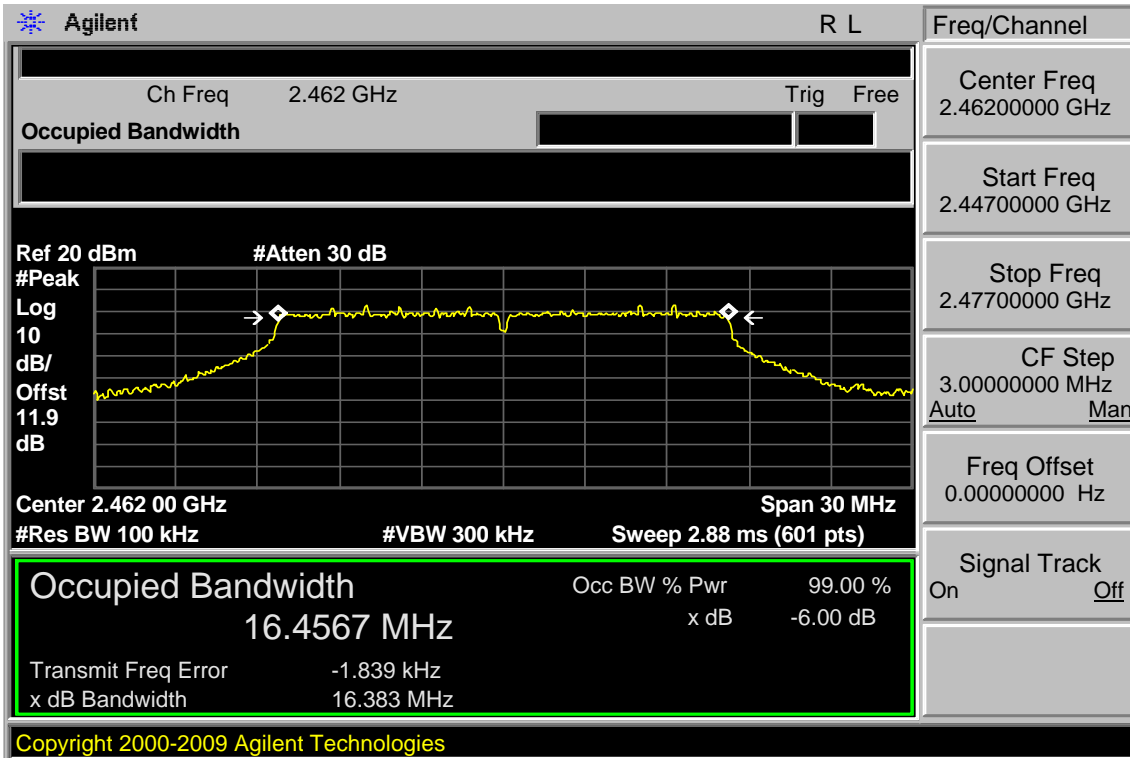 Agilent R L
Freq/Channel
Ch Freq 2.462 GHz Trig Free
Occupied Bandwidth
Center Freq
2.46200000 GHz
Start Freq
2.44700000 GHz
Stop Freq
2.47700000 GHz
CF Step
3.00000000 MHz
Auto Man
Freq Offset
0.00000000 Hz
Signal Track
On Off
Ref 20 dBm #Atten 30 dB
#Peak
Log
10
dB/
Offst
11.9
dB
Center 2.462 00 GHz Span 30 MHz
#Res BW 100 kHz #VBW 300 kHz Sweep 2.88 ms (601 pts)
Occupied Bandwidth Occ BW % Pwr 99.00 %
16.4567 MHz x dB -6.00 dB
Transmit Freq Error -1.839 kHz
x dB Bandwidth 16.383 MHz
Copyright 2000-2009 Agilent Technologies